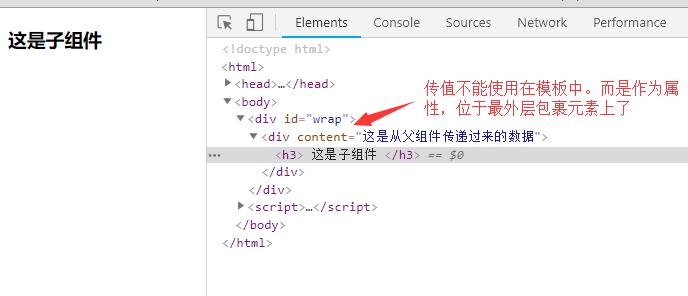 这是子组件
Elements Console Sources Network Performance
<!doctype html>
<html>
<head>…</head>
<body>
<div id="wrap">
<div content="这是从父组件传递过来的数据">
<h3> 这是子组件 </h3> == $0
</div>
</div>
<script>…</script>
</body>
</html>
传值不能使用在模板中。而是作为属
性，位于最外层包裹元素上了